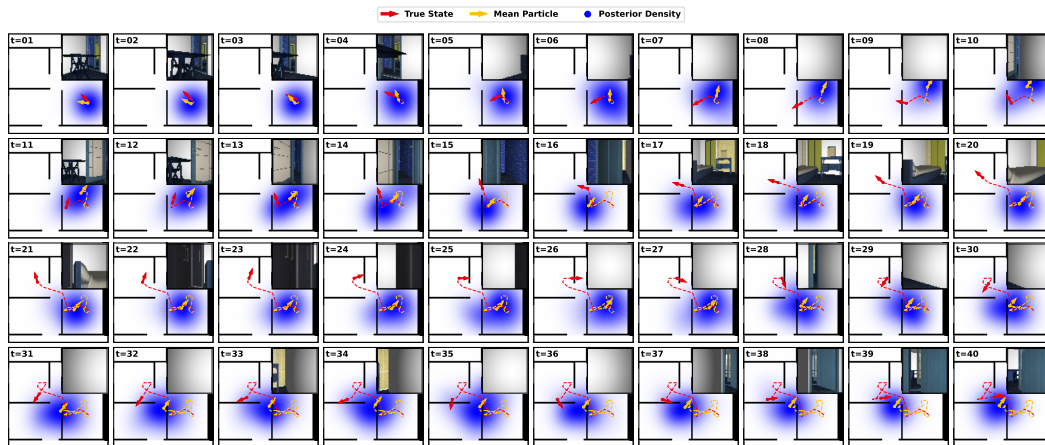 True State Mean Particle Posterior Density
t=01 t=02 t=03 t=04 t=05 t=06 t=07 t=08 t=09 t=10
t=11 t=12 t=13 t=14 t=15 t=16 t=17 t=18 t=19 t=20
t=21 t=22 t=23 t=24 t=25 t=26 t=27 t=28 t=29 t=30
t=31 t=32 t=33 t=34 t=35 t=36 t=37 t=38 t=39 t=40